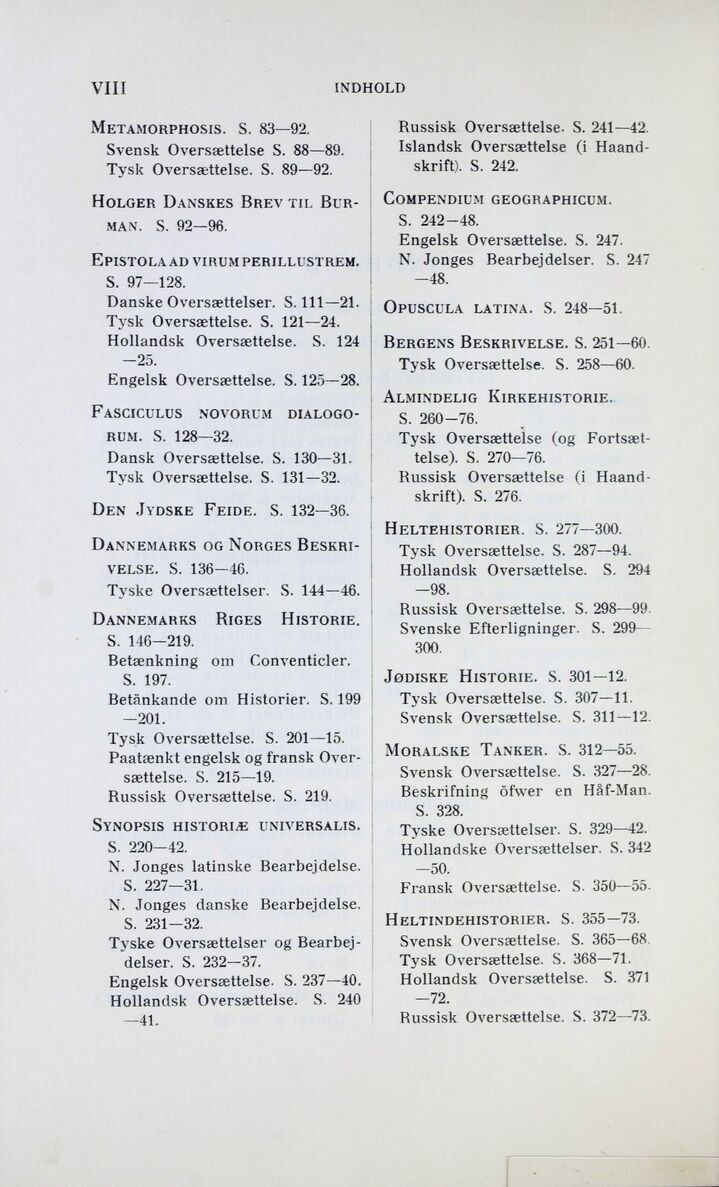 VIII
INDHOLD
METAMORPHOSIS. S. 83—92.
Svensk Oversættelse S. 88—89.
Tysk Oversættelse. S. 89—92.
HOLGER DANSKES BREV TIL BUR-
MAN. S. 92—96.
EPISTOLA AD VIRUM PERILLUSTREM.
S. 97—128.
Danske Oversættelser. S. 111—21.
Tysk Oversættelse. S. 121—24.
Hollandsk Oversættelse. S. 124
—25.
Engelsk Oversættelse. S. 125—28.
FASCICULUS NOVORUM DIALOGO-
RUM. S. 128—32.
Dansk Oversættelse. S. 130—31.
Tysk Oversættelse. S. 131—32.
DEN JYDSKE FEIDE. S. 132—36.
DANNEMARKS OG NORGES BESKRI-
VELSE. S. 136—46.
Tyske Oversættelser. S. 144—46.
DANNEMARKS RIGES HISTORIE.
S. 146—219.
Betænkning om Conventicler.
S. 197.
Betänkande om Historier. S. 199
—201.
Tysk Oversættelse. S. 201—15.
Paatænkt engelsk og fransk Over-
sættelse. S. 215—19.
Russisk Oversættelse. S. 219.
SYNOPSIS HISTORIÆ UNIVERSALIS.
S. 220—42.
N. Jonges latinske Bearbejdelse.
S. 227—31.
N. Jonges danske Bearbejdelse.
S. 231—32.
Tyske Oversættelser og Bearbej-
delser. S. 232—37.
Engelsk Oversættelse. S. 237—40.
Hollandsk Oversættelse. S. 240
—41.
Russisk Oversættelse. S. 241—42.
Islandsk Oversættelse (i Haand-
skrift). S. 242.
COMPENDIUM GEOGRAPHICUM.
S. 242—48.
Engelsk Oversættelse. S. 247.
N. Jonges Bearbejdelser. S. 247
—48.
OPUSCULA LATINA. S. 248—51.
BERGENS BESKRIVELSE. S. 251—60.
Tysk Oversættelse. S. 258—60.
ALMINDELIG KIRKEHISTORIE.
S. 260—76.
Tysk Oversættelse (og Fortsæt-
telse). S. 270—76.
Russisk Oversættelse (i Haand-
skrift). S. 276.
HELTEHISTORIER. S. 277—300.
Tysk Oversættelse. S. 287—94.
Hollandsk Oversættelse. S. 294
—98.
Russisk Oversættelse. S. 298—99.
Svenske Efterligninger. S. 299—
300.
JØDISKE HISTORIE. S. 301—12.
Tysk Oversættelse. S. 307—11.
Svensk Oversættelse. S. 311—12.
MORALSKE TANKER. S. 312—55.
Svensk Oversættelse. S. 327—28.
Beskrifning öfwer en Håf-Man.
S. 328.
Tyske Oversættelser. S. 329—42.
Hollandske Oversættelser. S. 342
—50.
Fransk Oversættelse. S. 350—55.
HELTINDEHISTORIER. S. 355—73.
Svensk Oversættelse. S. 365—68.
Tysk Oversættelse. S. 368—71.
Hollandsk Oversættelse. S. 371
—72.
Russisk Oversættelse. S. 372—73.